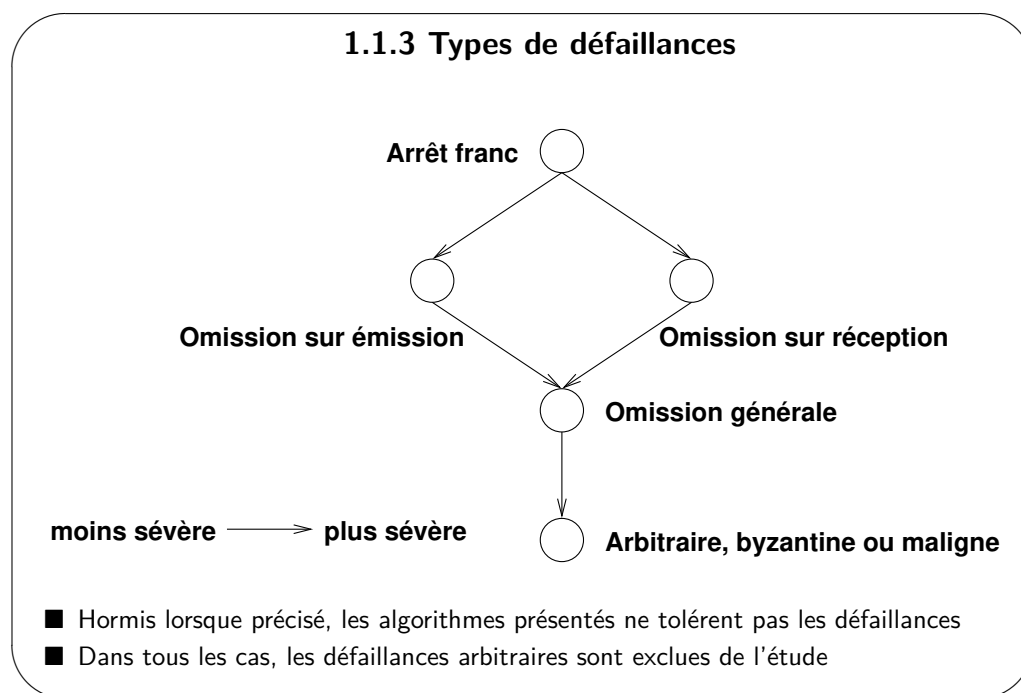 1.1.3 Types de défaillances
Arrêt franc
Omission sur émission
Omission sur réception
Omission générale
moins sévère
plus sévère
Arbitraire, byzantine ou maligne
Hormis lorsque précisé, les algorithmes présentés ne tolérent pas les défaillances
Dans tous les cas, les défaillances arbitraires sont exclues de l'étude